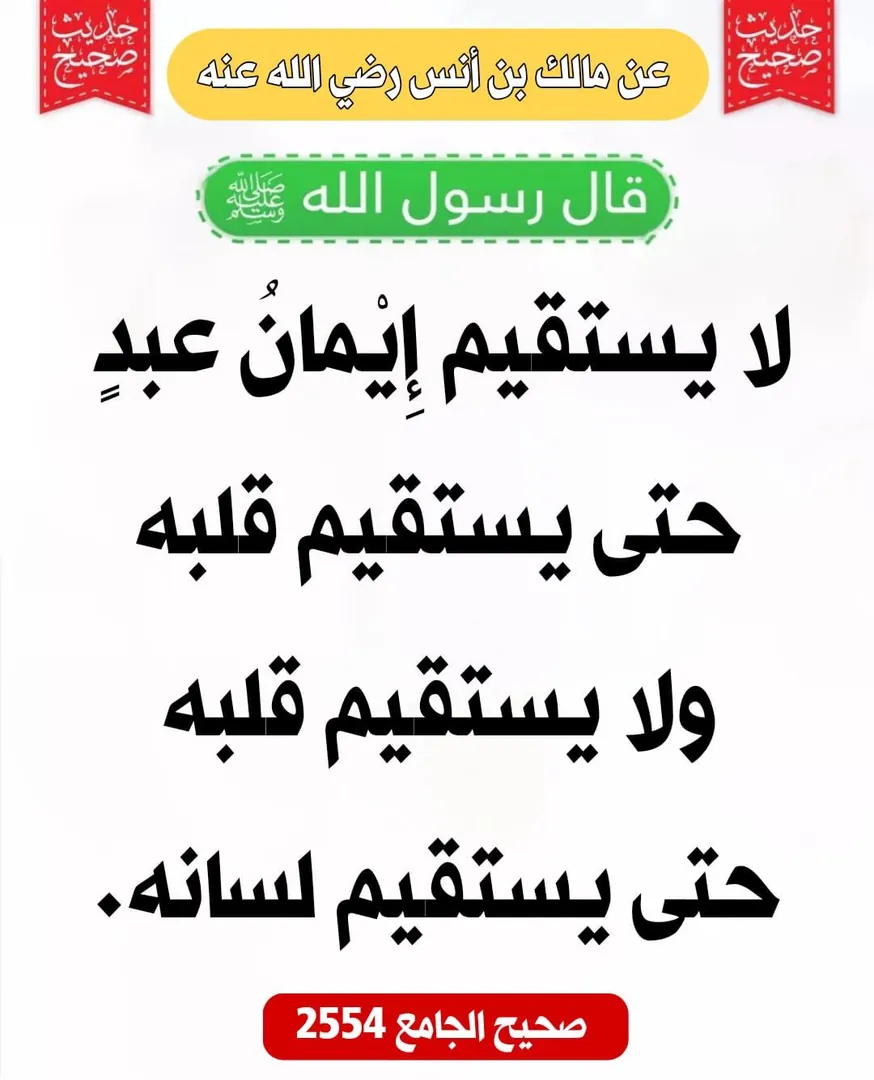 حديث صحيح
حديث صحيح
عن مالك بن أنس رضي الله عنه
قال رسول الله ﷺ
لا يستقيم إِيْمانُ عبدٍ
حتى يستقيم قلبه
ولا يستقيم قلبه
حتى يستقيم لسانه.
صحيح الجامع 2554